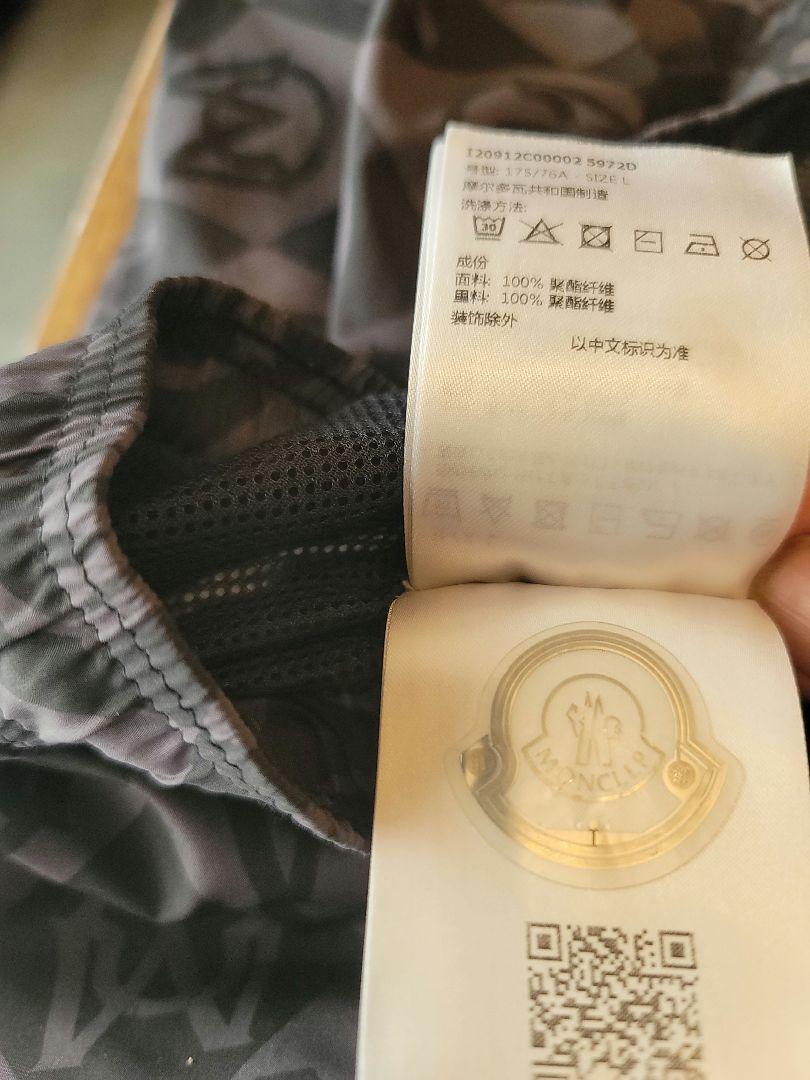 I20912C00002 5972D
号型: 175/76A - SIZE L
摩尔多瓦共和国制造
洗涤方法:
30
成份
面料: 100% 聚酯纤维
里料: 100% 聚酯纤维
装饰除外
以中文标识为准
MONCLER